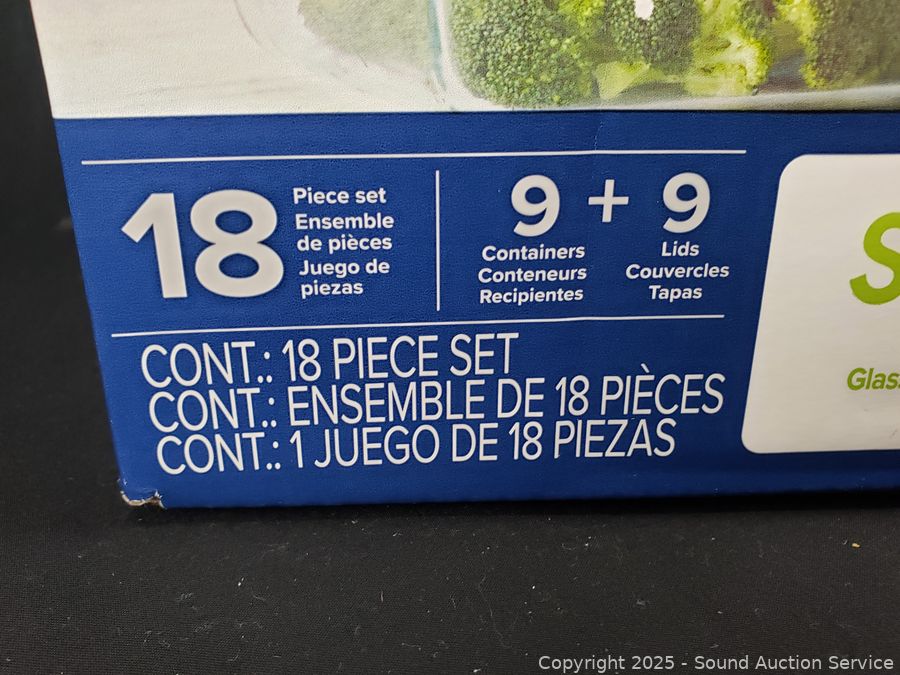 18
Piece set
Ensemble
de pièces
Juego de
piezas
9 + 9
Containers
Conteneurs
Recipientes
Lids
Couvercles
Tapas
CONT.: 18 PIECE SET
CONT.: ENSEMBLE DE 18 PIÈCES
CONT.: 1 JUEGO DE 18 PIEZAS
Copyright 2025 - Sound Auction Service